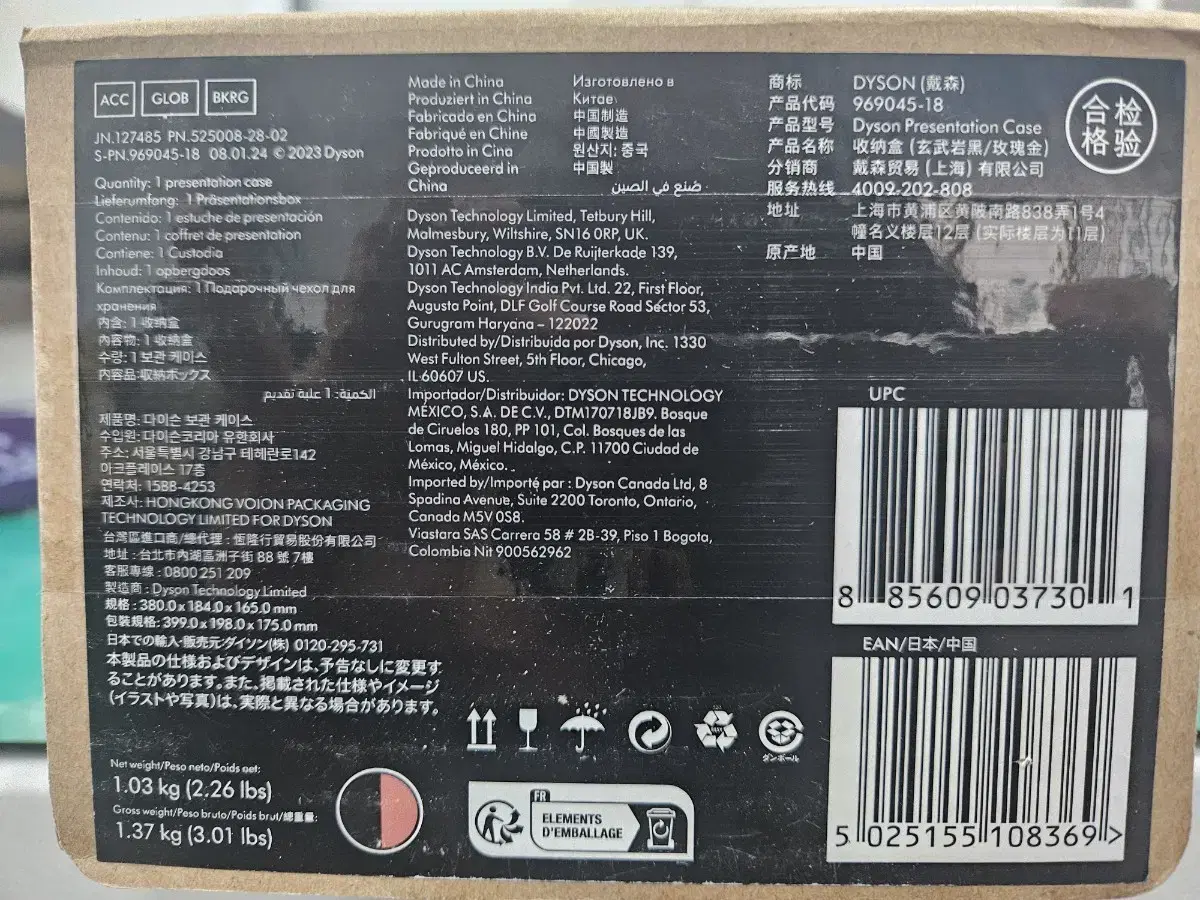 ACC GLOB BKRG
JN.127485 PN.525008-28-02
S-PN.969045-18 08.01.24 © 2023 Dyson
Quantity: 1 presentation case
Lieferumfang: 1 Präsentationsbox
Contenido: 1 estuche de presentación
Contenu: 1 coffret de presentation
Contiene: 1 Custodia
Inhoud: 1 opbergdoos
Комплектация: 1 Подарочный чехол для
хранения
内含: 1 收纳盒
內容物: 1 收納盒
수량: 1 보관 케이스
内容品:収納ボックス
الكمية: 1 علبة تقديم
제품명: 다이슨 보관 케이스
수입원: 다이슨코리아 유한회사
주소: 서울특별시 강남구 테헤란로142
아크플레이스 17층
연락처: 1588-4253
제조사: HONGKONG VOION PACKAGING
TECHNOLOGY LIMITED FOR DYSON
台灣區進口商/總代理 : 恆隆行貿易股份有限公司
地址 : 台北市內湖區洲子街 88 號 7樓
客服專線 : 0800 251 209
製造商 : Dyson Technology Limited
規格 : 380.0 x 184.0 x 165.0 mm
包裝規格: 399.0 x 198.0 x 175.0 mm
日本での輸入・販売元:ダイソン(株) 0120-295-731
本製品の仕様およびデザインは、予告なしに変更す
ることがあります。また、掲載された仕様やイメージ
(イラストや写真)は、実際と異なる場合があります。
Net weight/Peso neto/Poids net:
1.03 kg (2.26 lbs)
Gross weight/Peso bruto/Poids brut/總重量:
1.37 kg (3.01 lbs)
Made in China
Produziert in China
Fabricado en China
Fabriqué en Chine
Prodotto in Cina
Geproduceerd in
China
Изготовлено в
Китае
中国制造
中國製造
원산지: 중국
中国製
صُنع في الصين
Dyson Technology Limited, Tetbury Hill,
Malmesbury, Wiltshire, SN16 0RP, UK.
Dyson Technology B.V. De Ruijterkade 139,
1011 AC Amsterdam, Netherlands.
Dyson Technology India Pvt. Ltd. 22, First Floor,
Augusta Point, DLF Golf Course Road Sector 53,
Gurugram Haryana – 122022
Distributed by/Distribuida por Dyson, Inc. 1330
West Fulton Street, 5th Floor, Chicago,
IL 60607 US.
Importador/Distribuidor: DYSON TECHNOLOGY
MÉXICO, S.A. DE C.V., DTM170718JB9. Bosque
de Ciruelos 180, PP 101, Col. Bosques de las
Lomas, Miguel Hidalgo, C.P. 11700 Ciudad de
México, México.
Imported by/Importé par : Dyson Canada Ltd, 8
Spadina Avenue, Suite 2200 Toronto, Ontario,
Canada M5V 0S8.
Viastara SAS Carrera 58 # 2B-39, Piso 1 Bogota,
Colombia Nit 900562962
ダンボール
FR
ELEMENTS
D'EMBALLAGE
商标 DYSON (戴森)
产品代码 969045-18
产品型号 Dyson Presentation Case
产品名称 收纳盒 (玄武岩黑/玫瑰金)
分销商 戴森贸易 (上海) 有限公司
服务热线 4009-202-808
地址 上海市黄浦区黄陂南路838弄1号4
幢名义楼层12层 (实际楼层为11层)
原产地 中国
合格
检验
UPC
8 85609 03730 1
EAN/日本/中国
5 025155 108369 >